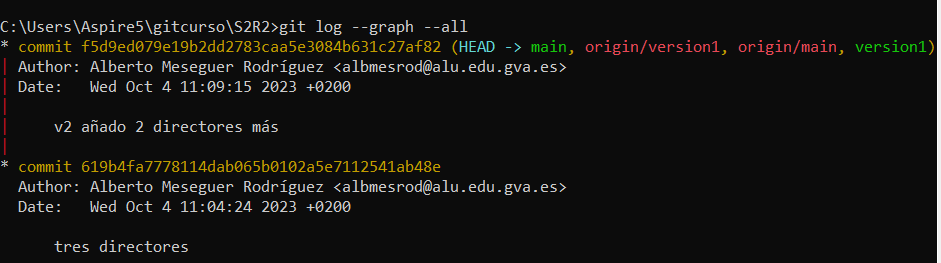 C:\Users\Aspire5\gitcurso\S2R2>git log --graph --all
* commit f5d9ed079e19b2dd2783caa5e3084b631c27af82 (HEAD -> main, origin/version1, origin/main, version1)
| Author: Alberto Meseguer Rodríguez <albmesrod@alu.edu.gva.es>
| Date:   Wed Oct 4 11:09:15 2023 +0200
|
|     v2 añado 2 directores más
|
* commit 619b4fa7778114dab065b0102a5e7112541ab48e
  Author: Alberto Meseguer Rodríguez <albmesrod@alu.edu.gva.es>
  Date:   Wed Oct 4 11:04:24 2023 +0200
      tres directores